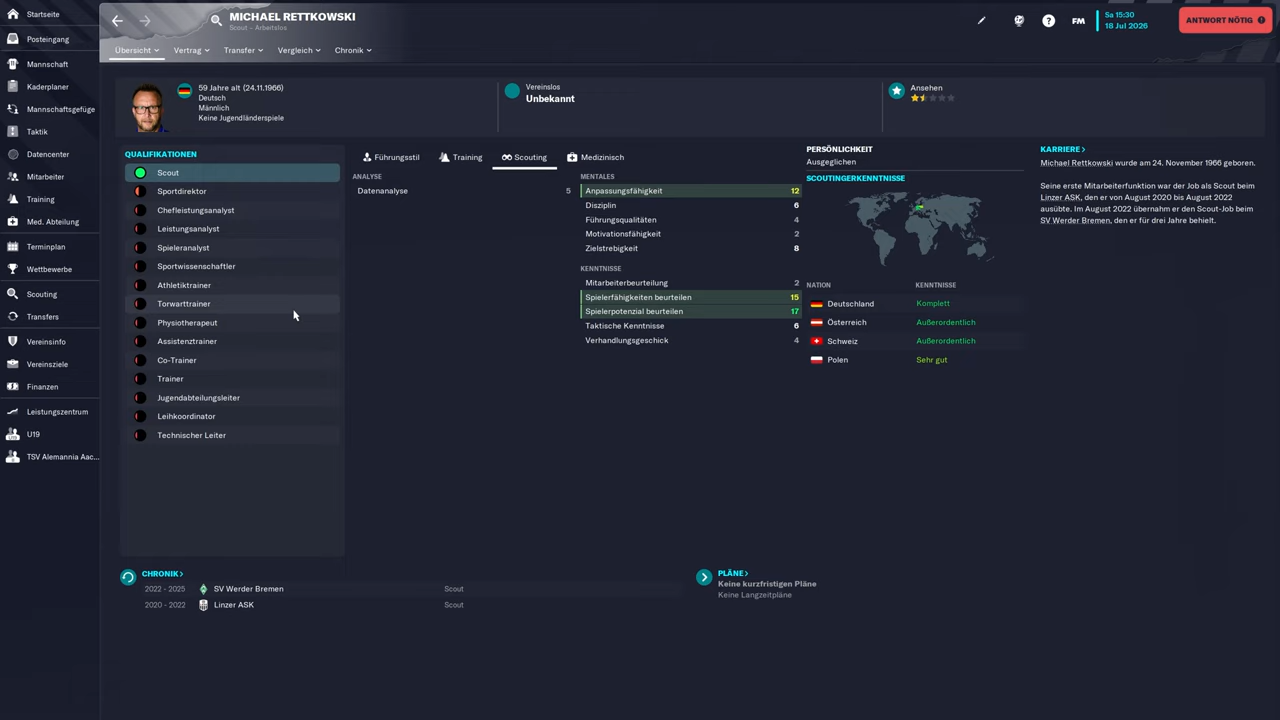 Startseite
Posteingang
Mannschaft
Kaderplaner
Mannschaftsgefüge
Taktik
Datencenter
Mitarbeiter
Training
Med. Abteilung
Terminplan
Wettbewerbe
Scouting
Transfers
Vereinsinfo
Vereinsziele
Finanzen
Leistungszentrum
U19
TSV Alemannia Aac...
MICHAEL RETTKOWSKI
Scout - Arbeitslos
FM
Sa 15:30
18 Jul 2026
ANTWORT NÖTIG
Übersicht Vertrag Transfer Vergleich Chronik
59 Jahre alt (24.11.1966)
Deutsch
Männlich
Keine Jugendländerspiele
Vereinslos
Unbekannt
Ansehen
QUALIFIKATIONEN
Scout
Sportdirektor
Chefleistungsanalyst
Leistungsanalyst
Spieleranalyst
Sportwissenschaftler
Athletiktrainer
Torwarttrainer
Physiotherapeut
Assistenztrainer
Co-Trainer
Trainer
Jugendabteilungsleiter
Leihkoordinator
Technischer Leiter
Führungsstil Training Scouting Medizinisch
ANALYSE
Datenanalyse 5
MENTALES
Anpassungsfähigkeit 12
Disziplin 6
Führungsqualitäten 4
Motivationsfähigkeit 2
Zielstrebigkeit 8
KENNTNISSE
Mitarbeiterbeurteilung 2
Spielerfähigkeiten beurteilen 15
Spielerpotenzial beurteilen 17
Taktische Kenntnisse 6
Verhandlungsgeschick 4
PERSÖNLICHKEIT
Ausgeglichen
SCOUTINGERKENNTNISSE
NATION KENNTNISSE
Deutschland Komplett
Österreich Außerordentlich
Schweiz Außerordentlich
Polen Sehr gut
KARRIERE >
Michael Rettkowski wurde am 24. November 1966 geboren.
Seine erste Mitarbeiterfunktion war der Job als Scout beim
Linzer ASK, den er von August 2020 bis August 2022
ausübte. Im August 2022 übernahm er den Scout-Job beim
SV Werder Bremen, den er für drei Jahre behielt.
CHRONIK >
2022 - 2025 SV Werder Bremen Scout
2020 - 2022 Linzer ASK Scout
PLÄNE >
Keine kurzfristigen Pläne
Keine Langzeitpläne